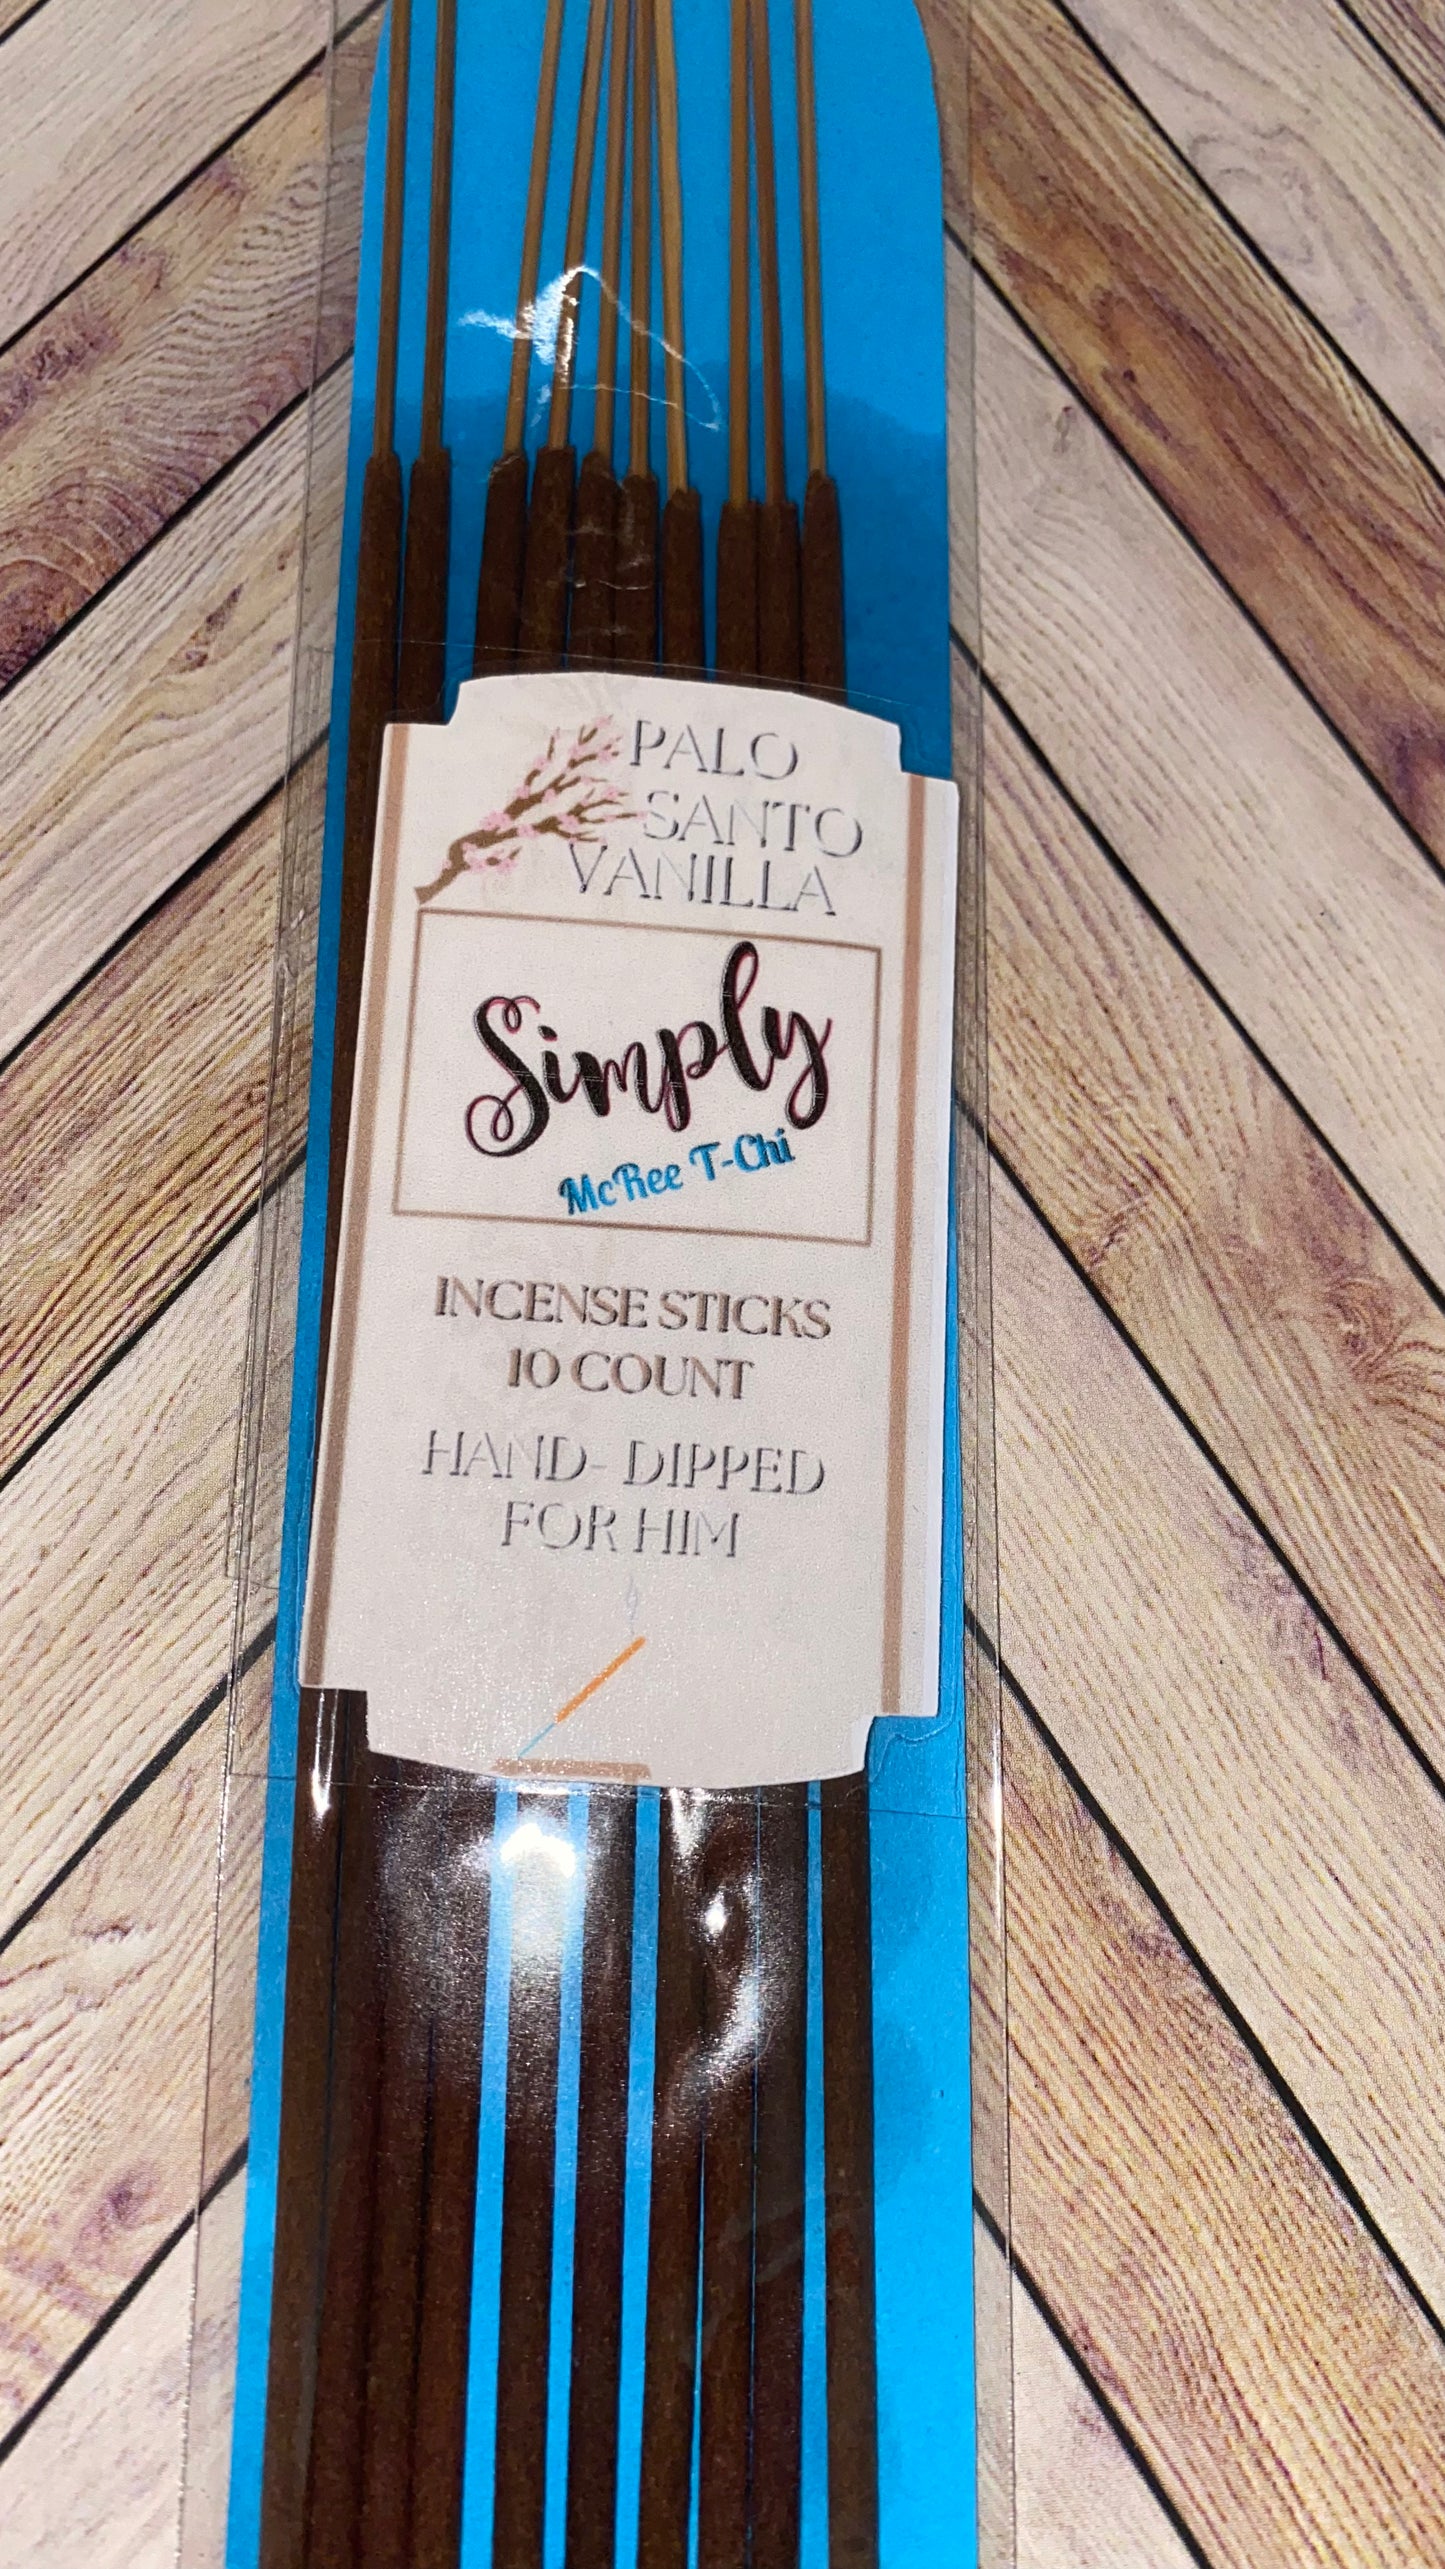 PALO
SANTO
VANILLA
Simply
McRee T-Chi
INCENSE STICKS
10 COUNT
HAND- DIPPED
FOR HIM